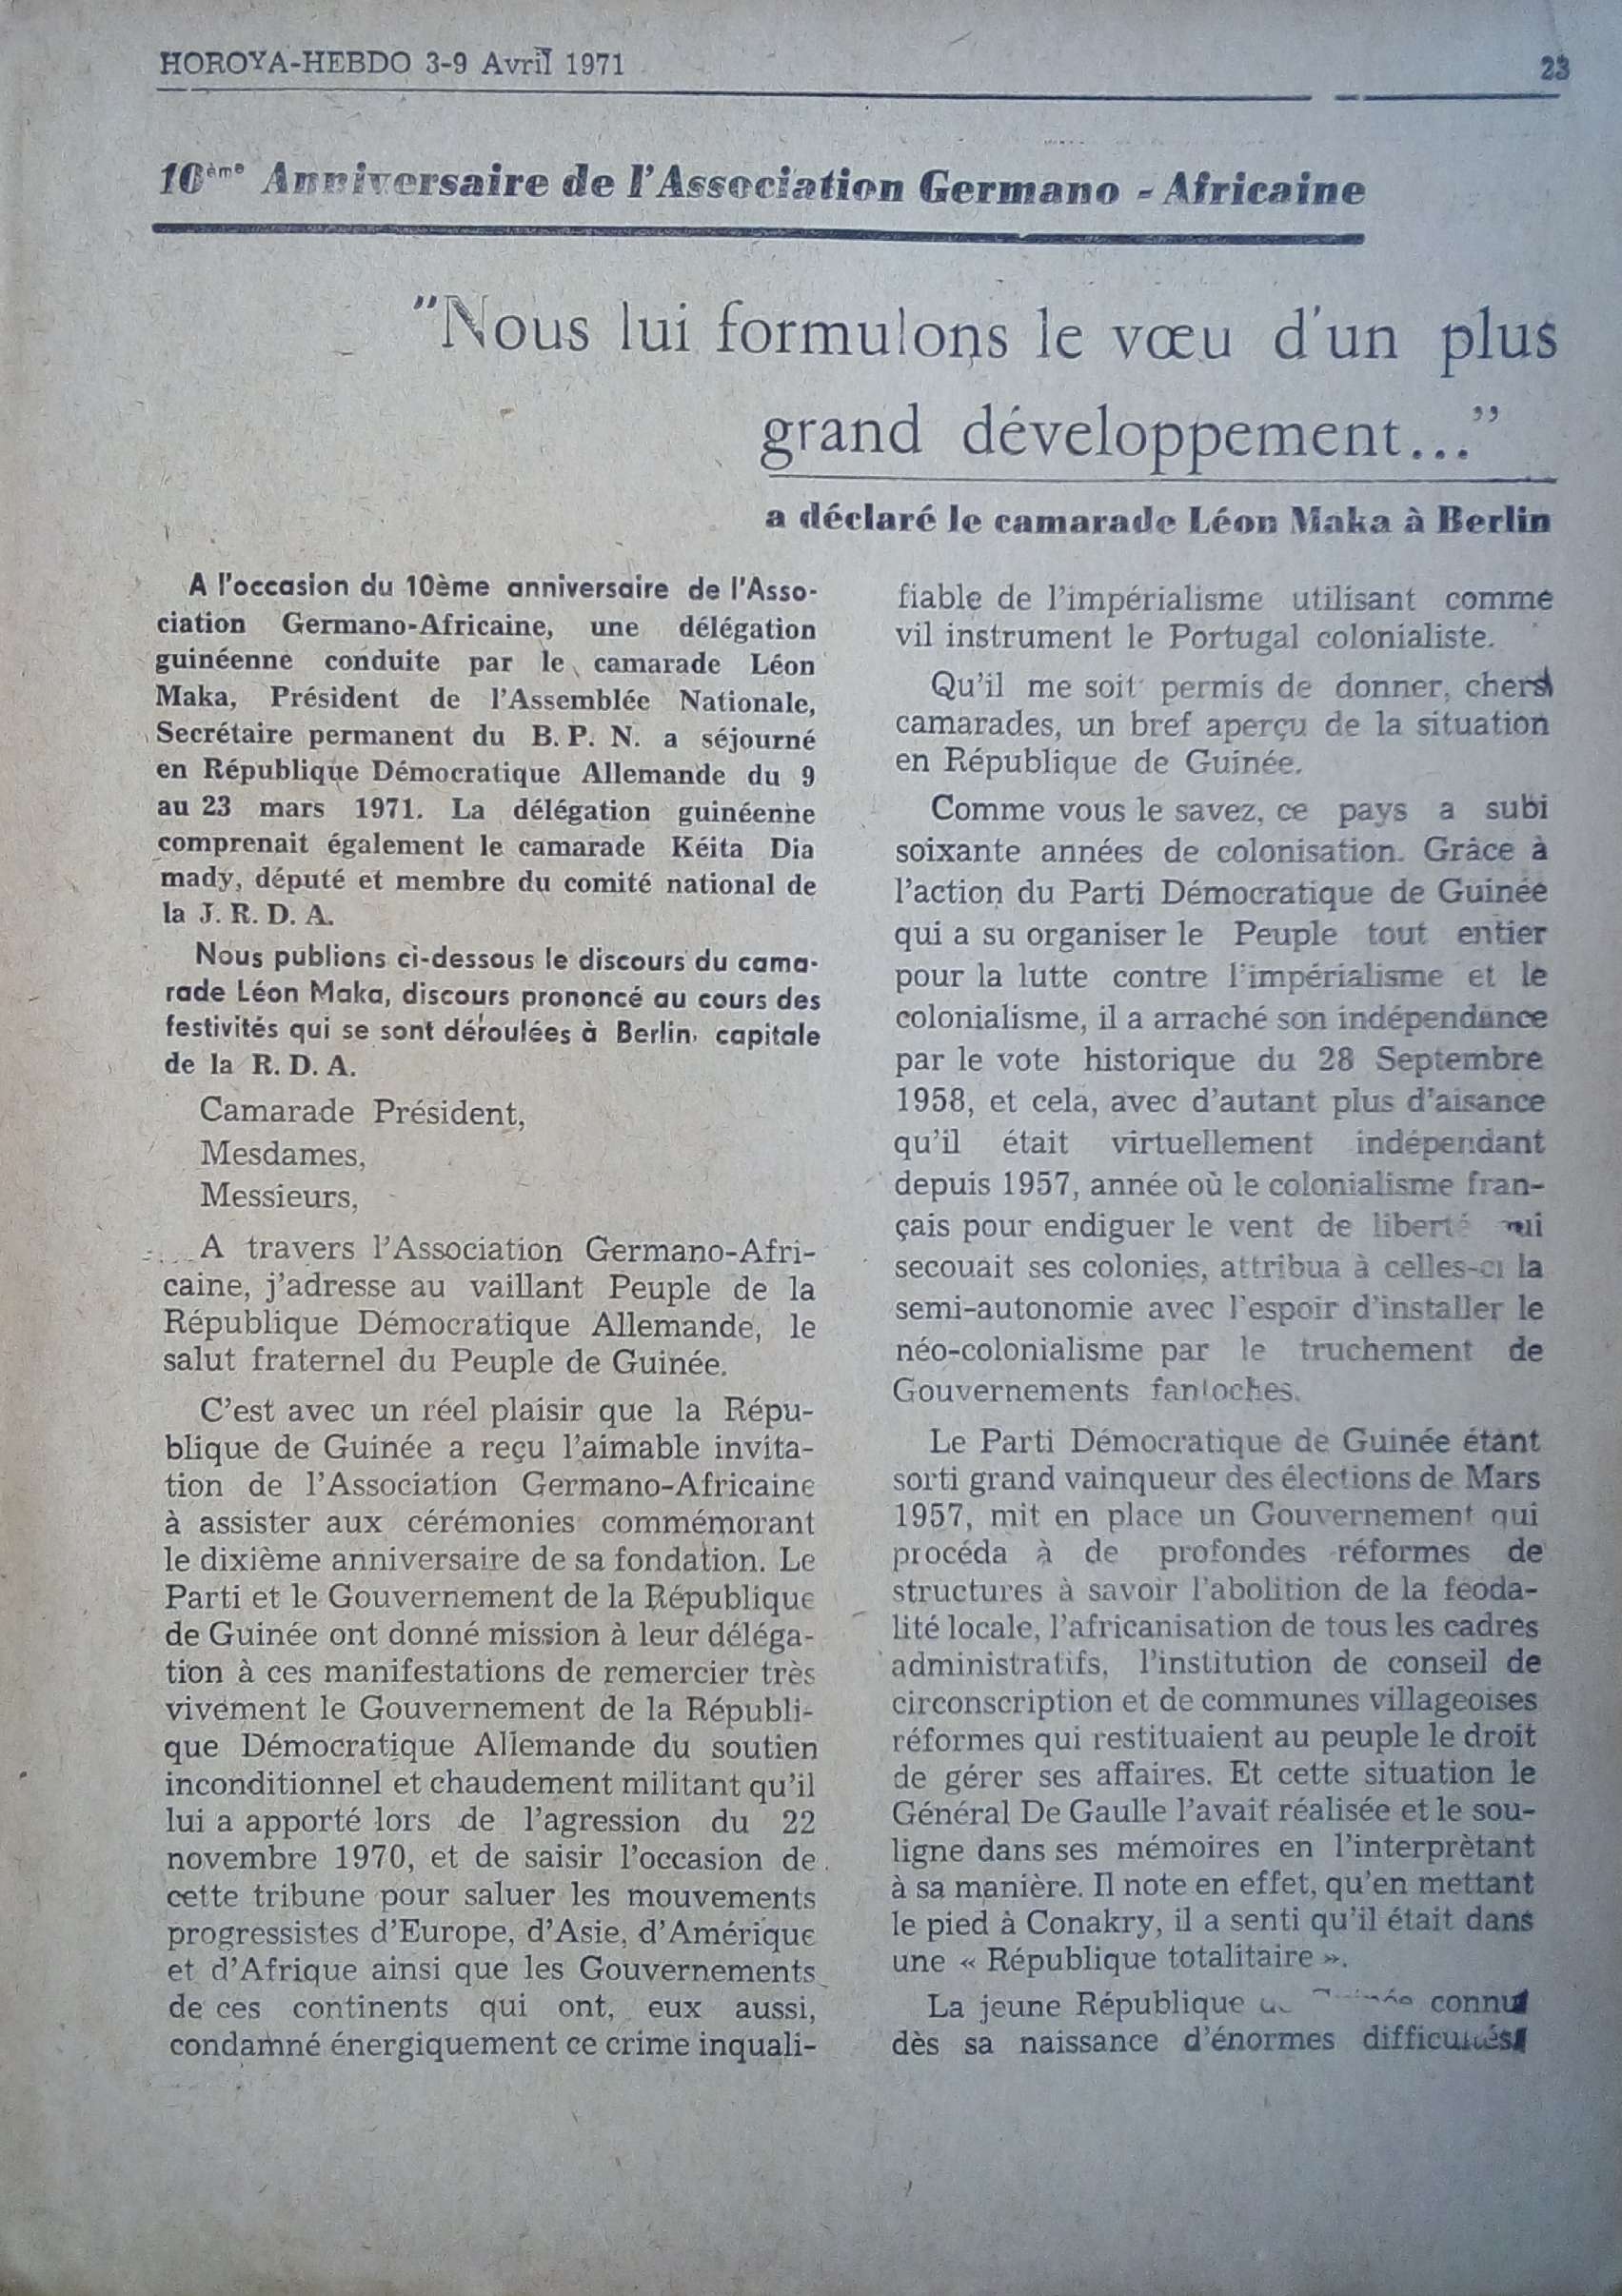 HOROYA-HEBDO 3-9 Avril 1971
23
10ème Anniversaire de l'Association Germano - Africaine
"Nous lui formulons le vœu d'un plus
grand développement..."
a déclaré le camarade Léon Maka à Berlin
A l'occasion du 10ème anniversaire de l'Asso-
ciation Germano-Africaine, une délégation
guinéenne conduite par le camarade Léon
Maka, Président de l'Assemblée Nationale,
Secrétaire permanent du B. P. N. a séjourné
en République Démocratique Allemande du 9
au 23 mars 1971. La délégation guinéenne
comprenait également le camarade Kéita Dia
mady, député et membre du comité national de
la J. R. D. A.
Nous publions ci-dessous le discours du cama-
rade Léon Maka, discours prononcé au cours des
festivités qui se sont déroulées à Berlin, capitale
de la R. D. A.
Camarade Président,
Mesdames,
Messieurs,
A travers l'Association Germano-Afri-
caine, j'adresse au vaillant Peuple de la
République Démocratique Allemande, le
salut fraternel du Peuple de Guinée.
C'est avec un réel plaisir que la Répu-
blique de Guinée a reçu l'aimable invita-
tion de l'Association Germano-Africaine
à assister aux cérémonies commémorant
le dixième anniversaire de sa fondation. Le
Parti et le Gouvernement de la République
de Guinée ont donné mission à leur déléga-
tion à ces manifestations de remercier très
vivement le Gouvernement de la Républi-
que Démocratique Allemande du soutien
inconditionnel et chaudement militant qu'il
lui a apporté lors de l'agression du 22
novembre 1970, et de saisir l'occasion de
cette tribune pour saluer les mouvements
progressistes d'Europe, d'Asie, d'Amérique
et d'Afrique ainsi que les Gouvernements
de ces continents qui ont, eux aussi,
condamné énergiquement ce crime inquali-
fiable de l'impérialisme utilisant comme
vil instrument le Portugal colonialiste.
Qu'il me soit permis de donner, chers
camarades, un bref aperçu de la situation
en République de Guinée.
Comme vous le savez, ce pays a subi
soixante années de colonisation. Grâce à
l'action du Parti Démocratique de Guinée
qui a su organiser le Peuple tout entier
pour la lutte contre l'impérialisme et le
colonialisme, il a arraché son indépendance
par le vote historique du 28 Septembre
1958, et cela, avec d'autant plus d'aisance
qu'il était virtuellement indépendant
depuis 1957, année où le colonialisme fran-
çais pour endiguer le vent de liberté qui
secouait ses colonies, attribua à celles-ci la
semi-autonomie avec l'espoir d'installer le
néo-colonialisme par le truchement de
Gouvernements fantoches.
Le Parti Démocratique de Guinée étant
sorti grand vainqueur des élections de Mars
1957, mit en place un Gouvernement qui
procéda à de profondes réformes de
structures à savoir l'abolition de la féoda-
lité locale, l'africanisation de tous les cadres
administratifs, l'institution de conseil de
circonscription et de communes villageoises
réformes qui restituaient au peuple le droit
de gérer ses affaires. Et cette situation le
Général De Gaulle l'avait réalisée et le sou-
ligne dans ses mémoires en l'interprètant
à sa manière. Il note en effet, qu'en mettant
le pied à Conakry, il a senti qu'il était dans
une « République totalitaire ».
La jeune République connut
dès sa naissance d'énormes difficultés